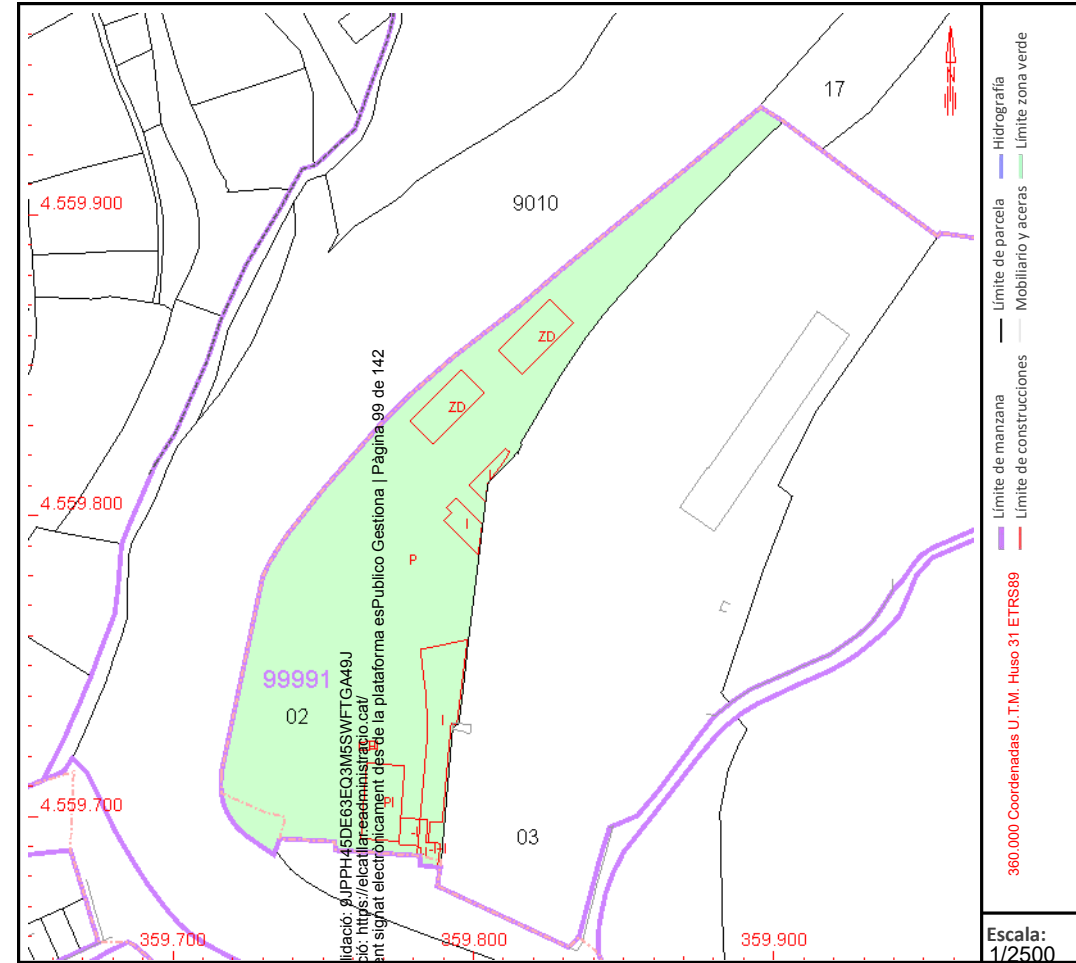 17
N
4.559.900
9010
ZD
ZD
4.559.800
I
I
P
99991
02
I
PI
4.559.700
03
359.700
359.800
359.900
lidació: 9JPPH45DE63EQ3M5SWFTGA49J
ció: https://elcatllar.eadministracio.cat/
ent signat electrònicament des de la plataforma esPublico Gestiona | Pàgina 99 de 142
Límite de manzana
Límite de parcela
Hidrografía
Límite de construcciones
Mobiliario y aceras
Límite zona verde
360.000 Coordenadas U.T.M. Huso 31 ETRS89
Escala:
1/2500